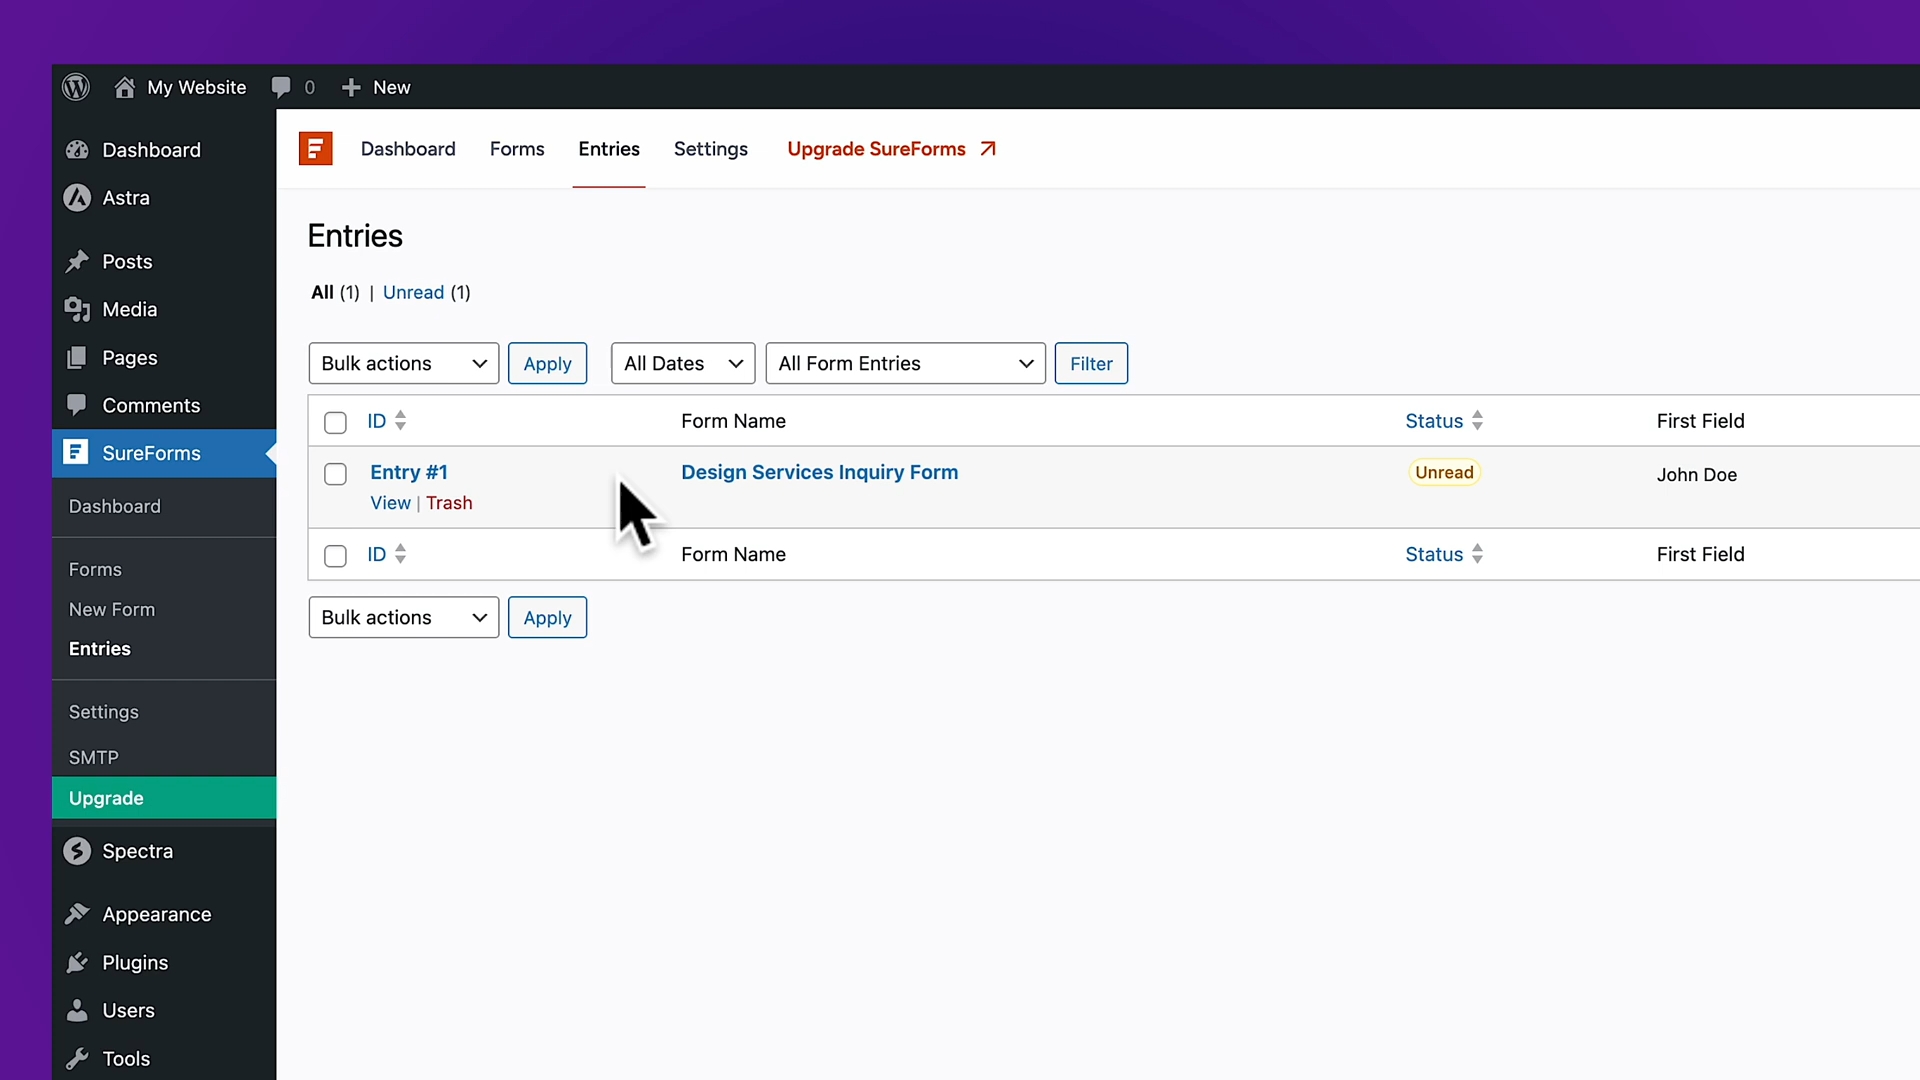 My Website 0 New
Dashboard
Astra
Posts
Media
Pages
Comments
SureForms
Dashboard
Forms
New Form
Entries
Settings
SMTP
Upgrade
Spectra
Appearance
Plugins
Users
Tools
Dashboard Forms Entries Settings Upgrade SureForms
Entries
All (1) | Unread (1)
Bulk actions Apply All Dates All Form Entries Filter
ID Form Name Status First Field
Entry #1 Design Services Inquiry Form Unread John Doe
View | Trash
ID Form Name Status First Field
Bulk actions Apply